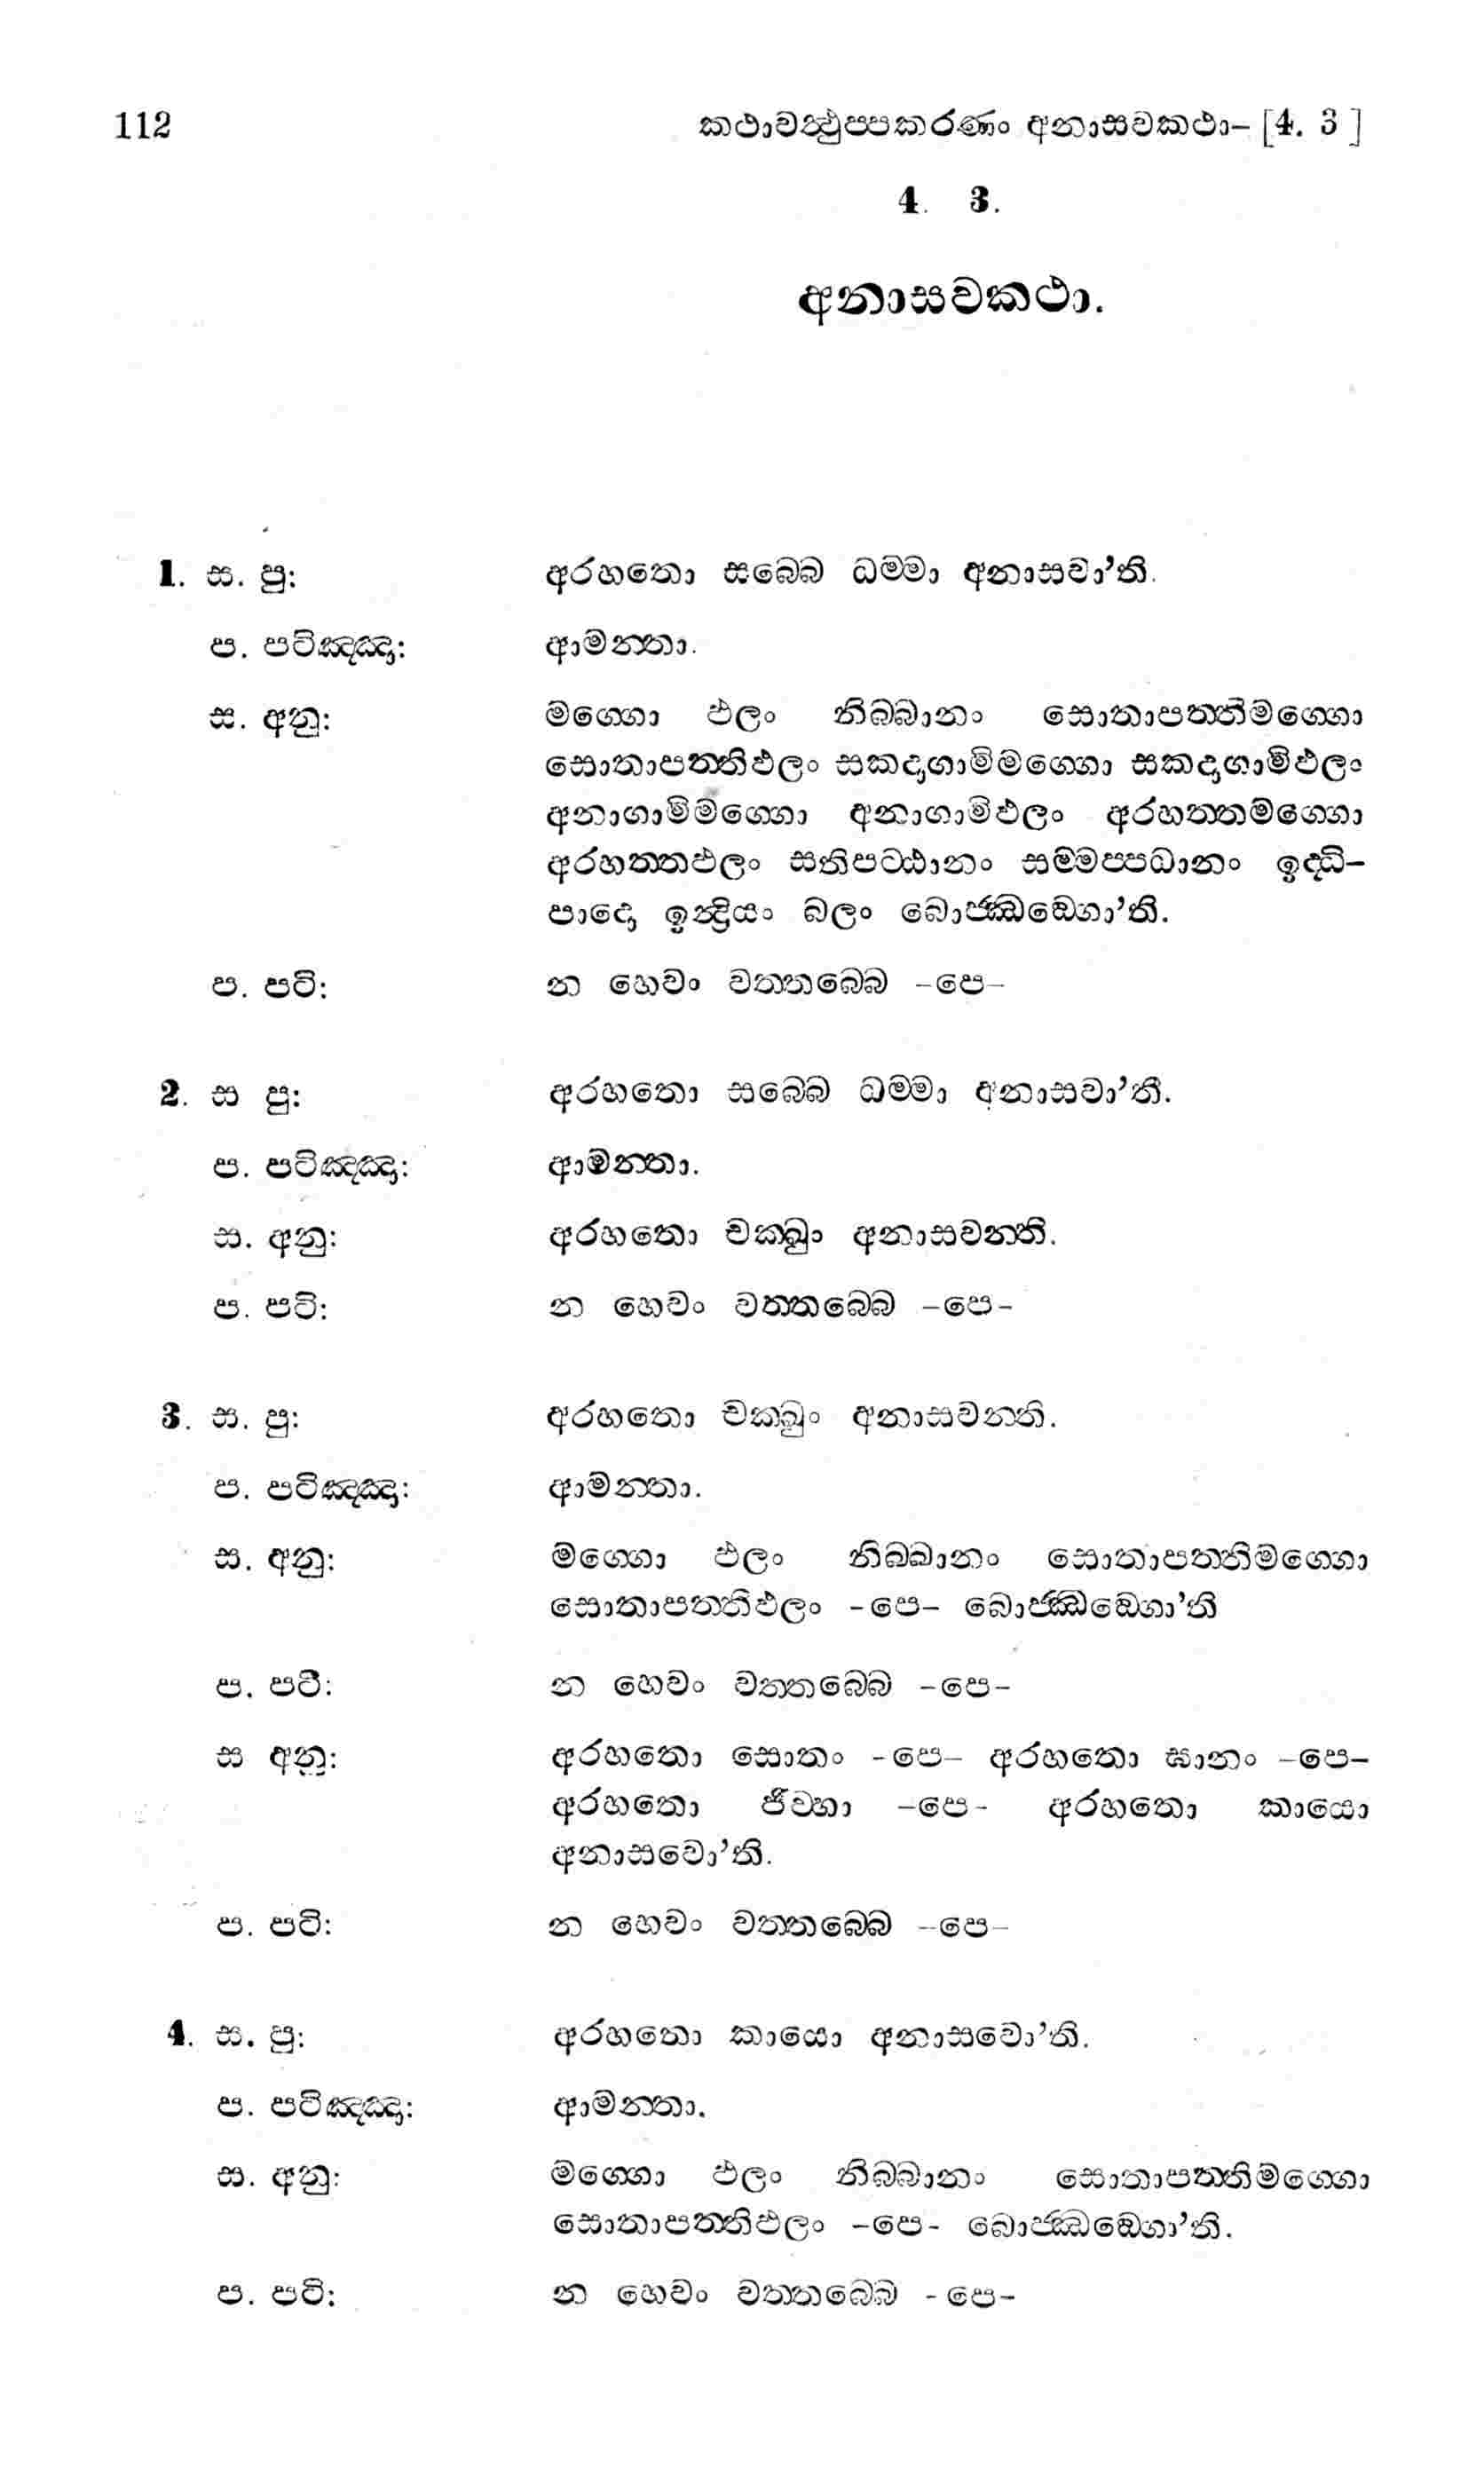 112 කථාවත්‍ථුප‍්පකරණං අනාසවකථා– [4. 3 ]
4. 3.
අනාසවකථා.
1. ස. පු: අරහතො සබ‍්බෙ ධම‍්මා අනාසවා’ති.
ප. පටිඤ‍්ඤා: ආමන‍්තා.
ස. අනු: මග‍්ගො ඵලං නිබ‍්බානං සොතාපත‍්තිමග‍්ගො
සොතාපත‍්තිඵලං සකදාගාමිමග‍්ගො සකදාගාමිඵලං
අනාගාමිමග‍්ගො අනාගාමිඵලං අරහත‍්තමග‍්ගො
අරහත‍්තඵලං සතිපට‍්ඨානං සම‍්මප‍්පධානං ඉද‍්ධි–
පාදො ඉන්‍ද්‍රියං බලං බොජ‍්ඣඞ‍්ගො’ති.
ප. පටි: න හෙවං වත‍්තබ‍්බෙ –පෙ–
2. ස පු: අරහතො සබ‍්බෙ ධම‍්මා අනාසවා’තී.
ප. පටිඤ‍්ඤා: ආමන‍්තා.
ස. අනු: අරහතො චක‍්ඛුං අනාසවන‍්ති.
ප. පටි: න හෙවං වත‍්තබ‍්බෙ –පෙ–
3. ස. පු: අරහතො චක‍්ඛුං අනාසවන‍්ති.
ප. පටිඤ‍්ඤා: ආමන‍්තා.
ස. අනු: මග‍්ගො ඵලං නිබ‍්බානං සොතාපත‍්තිමග‍්ගො
සොතාපත‍්තිඵලං -පෙ– බොජ‍්ඣඞ‍්ගො’ති
ප. පටි: න හෙවං වත‍්තබ‍්බෙ -පෙ-
ස අනු: අරහතො සොතං -පෙ– අරහතො ඝානං –පෙ–
අරහතො ජිව‍්හා –පෙ- අරහතො කායො
අනාසවො’ති.
ප. පටි: න හෙවං වත‍්තබ‍්බෙ –පෙ–
4. ස. පු: අරහතො කායො අනාසවො’ති.
ප. පටිඤ‍්ඤා: ආමන‍්තා.
ස. අනු: මග‍්ගො ඵලං නිබ‍්බානං සොතාපත‍්තිමග‍්ගො
සොතාපත‍්තිඵලං –පෙ- බොජ‍්ඣඞ‍්ගො’ති.
ප. පටි: න හෙවං වත‍්තබ‍්බෙ -පෙ–